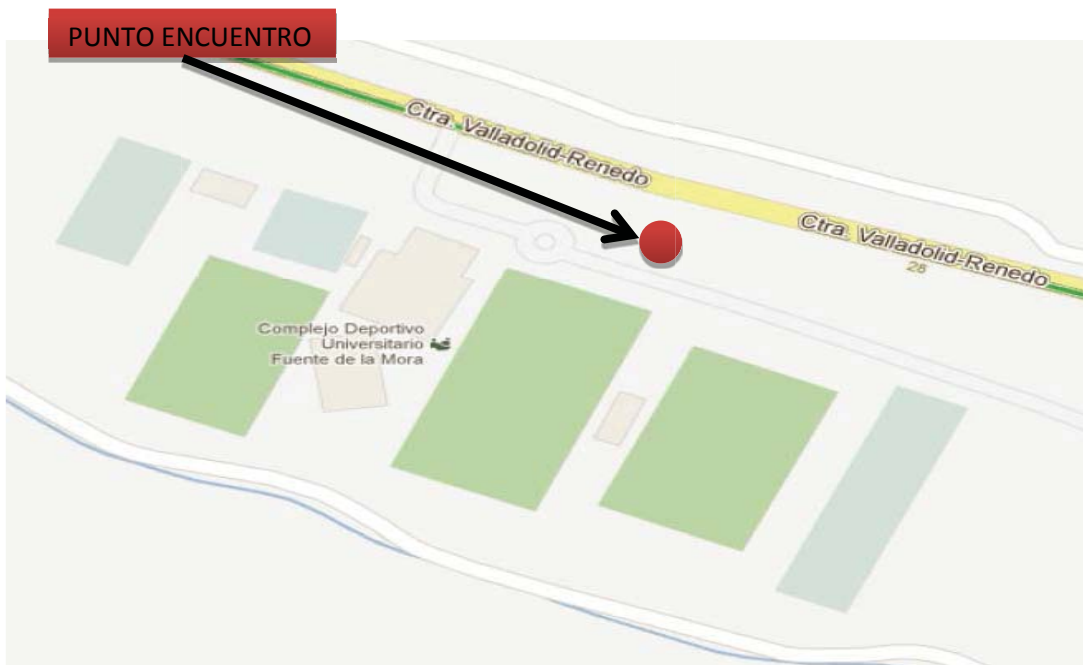 PUNTO ENCUENTRO
Ctra. Valladolid-Renedo
Ctra. Valladolid-Renedo
28
Complejo Deportivo
Universitario
Fuente de la Mora